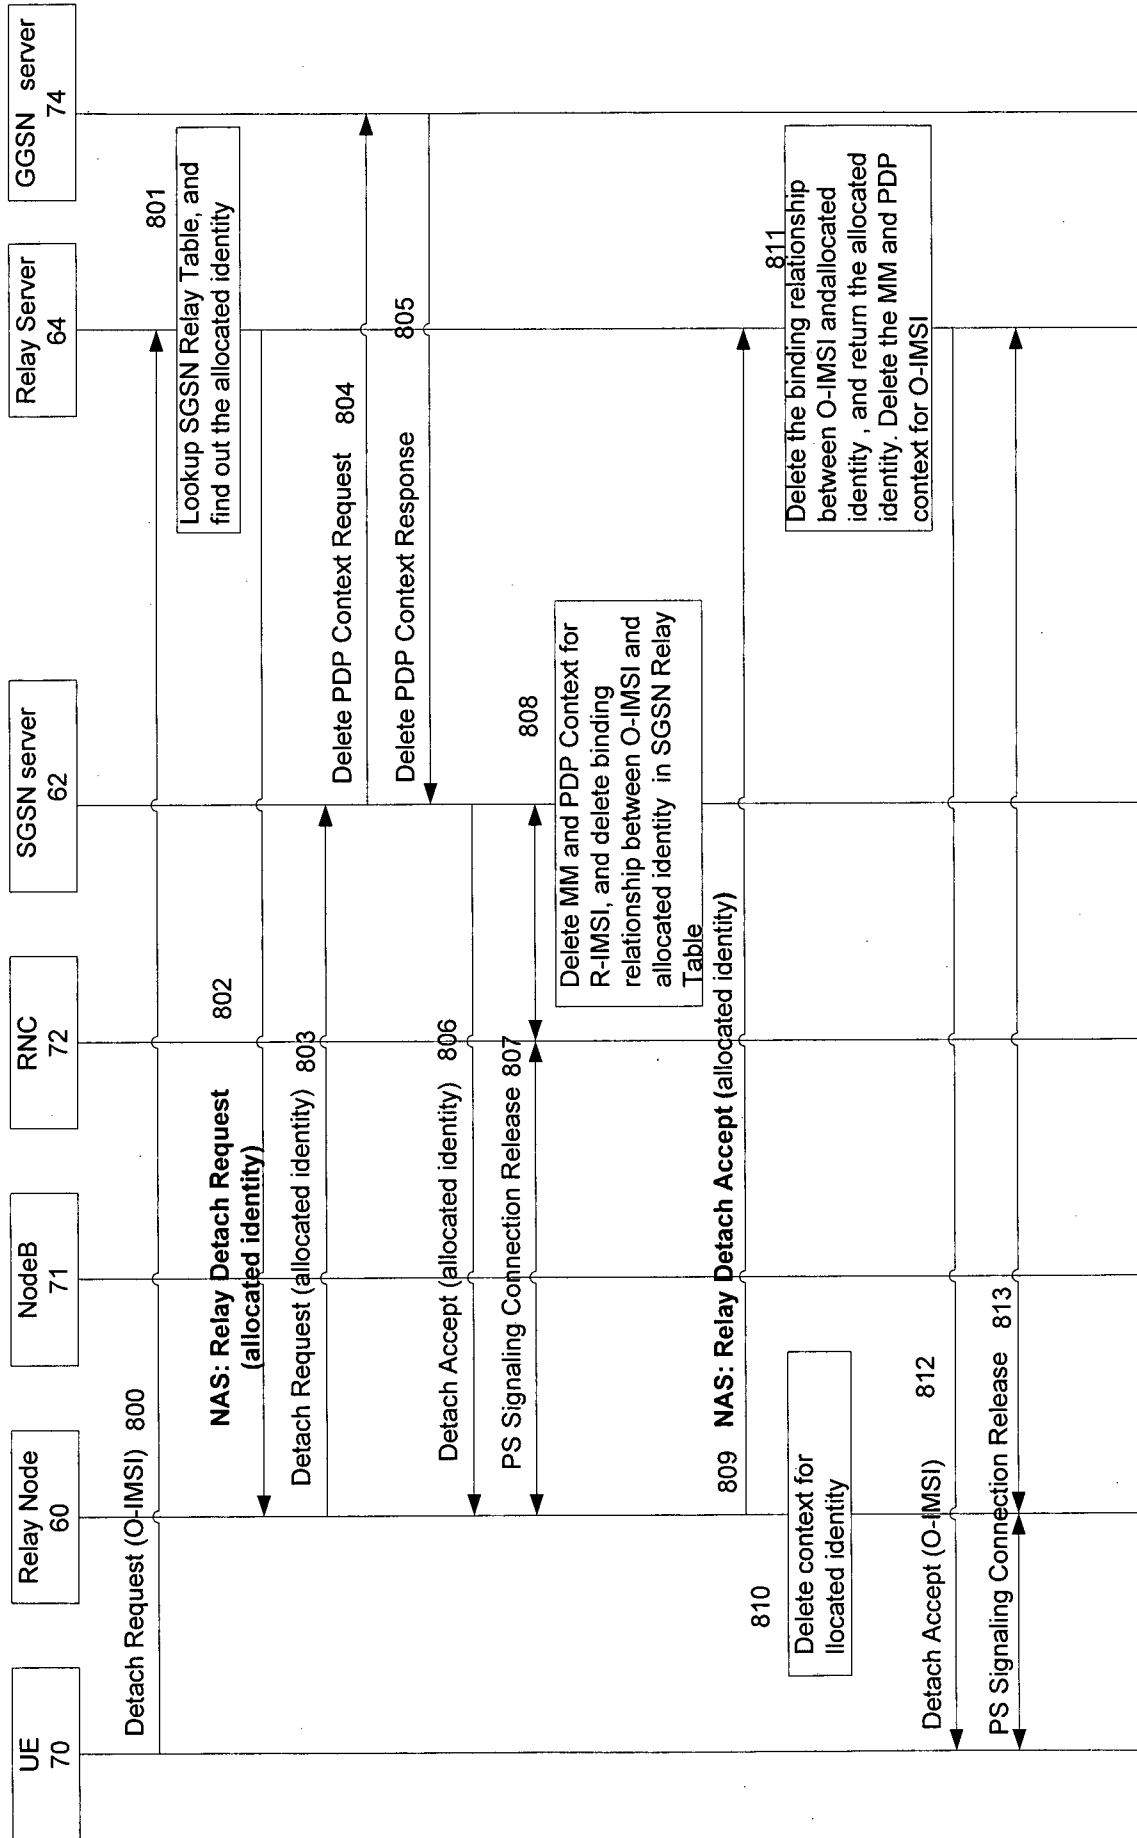 UE
70
Relay Node
60
NodeB
71
RNC
72
SGSN server
62
Relay Server
64
GGSN server
74
Detach Request (O-IMSI) 800
801
Lookup SGSN Relay Table, and
find out the allocated identity
802
NAS: Relay Detach Request
(allocated identity)
Detach Request (allocated identity) 803
Delete PDP Context Request 804
Delete PDP Context Response 805
Detach Accept (allocated identity) 806
PS Signaling Connection Release 807
808
Delete MM and PDP Context for
R-IMSI, and delete binding
relationship between O-IMSI and
allocated identity in SGSN Relay
Table
809 NAS: Relay Detach Accept (allocated identity)
810
Delete context for
llocated identity
811
Delete the binding relationship
between O-IMSI andallocated
identity , and return the allocated
identity. Delete the MM and PDP
context for O-IMSI
Detach Accept (O-IMSI) 812
PS Signaling Connection Release 813